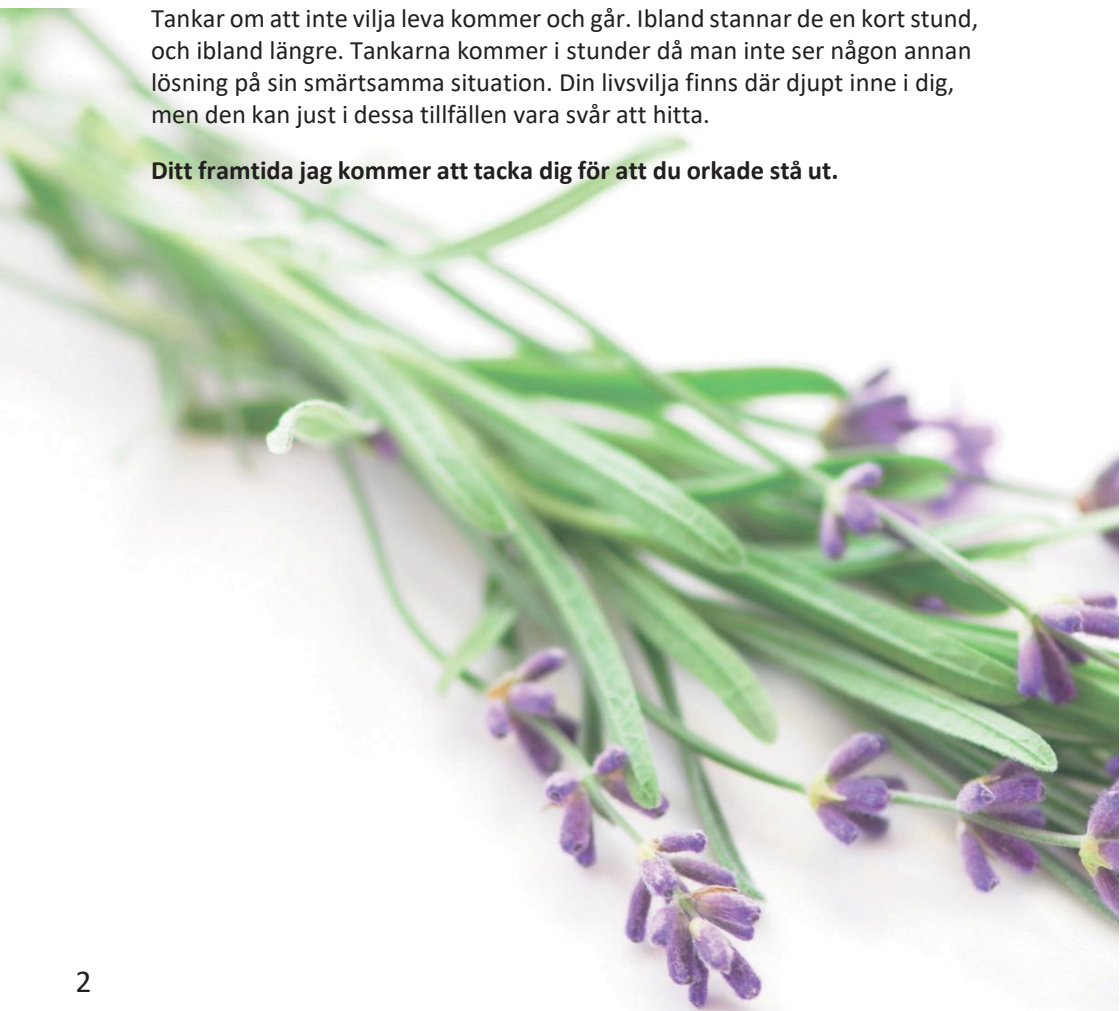 Tankar om att inte vilja leva kommer och går. Ibland stannar de en kort stund,
och ibland längre. Tankarna kommer i stunder då man inte ser någon annan
lösning på sin smärtsamma situation. Din livsvilja finns där djupt inne i dig,
men den kan just i dessa tillfällen vara svår att hitta.
Ditt framtida jag kommer att tacka dig för att du orkade stå ut.
2